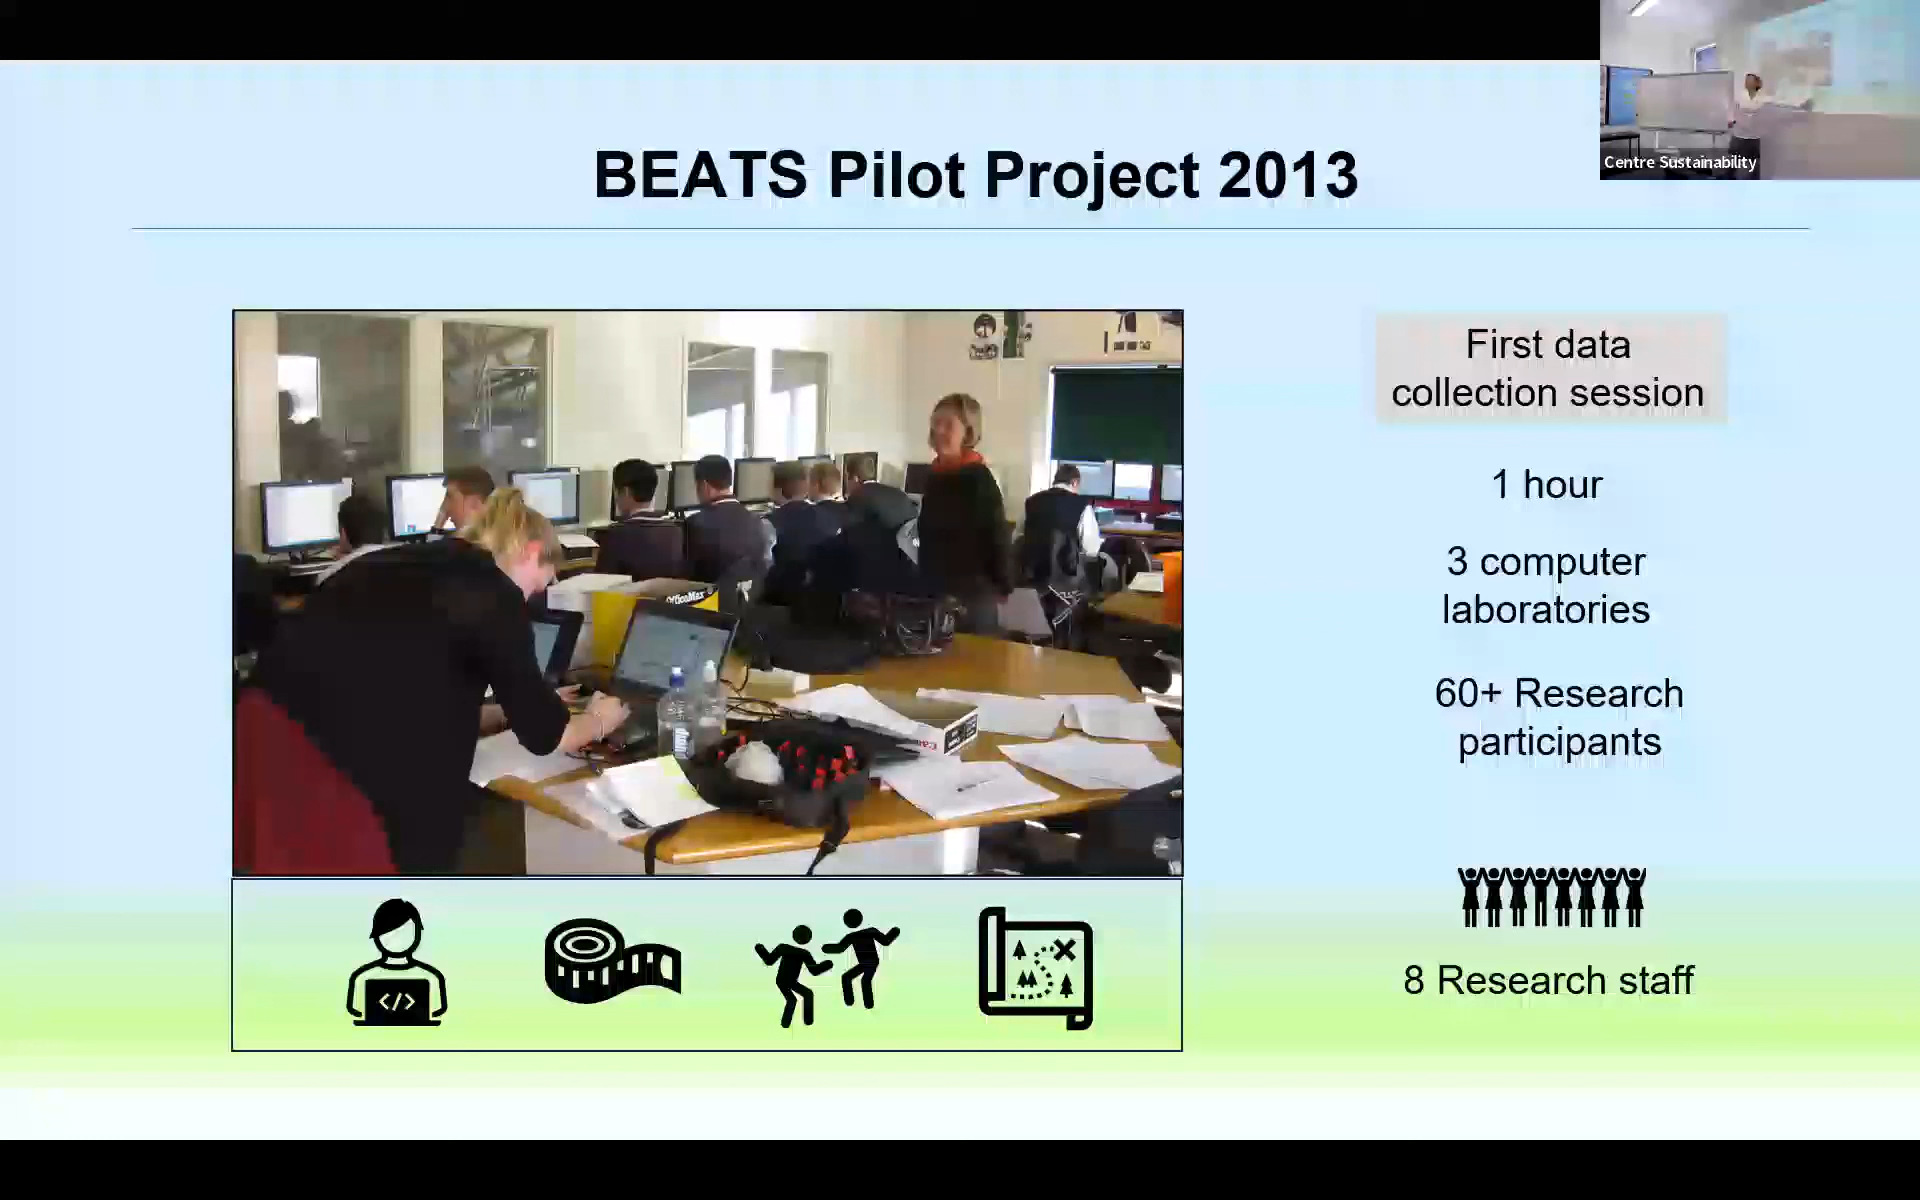 Centre Sustainability
BEATS Pilot Project 2013
First data
collection session
1 hour
3 computer
laboratories
60+ Research
participants
8 Research staff
OfficeMax
</>